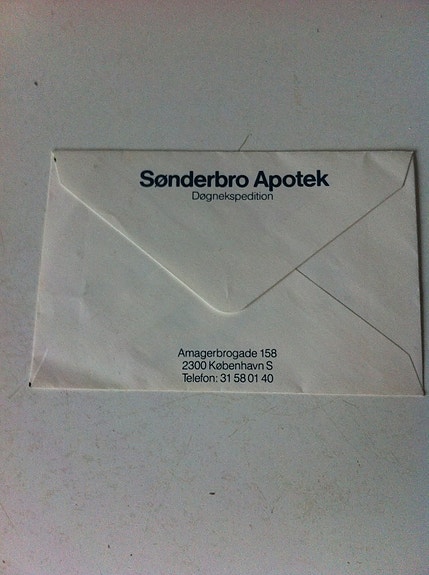 Sønderbro Apotek
Døgnekspedition
Amagerbrogade 158
2300 København S
Telefon: 31 58 01 40